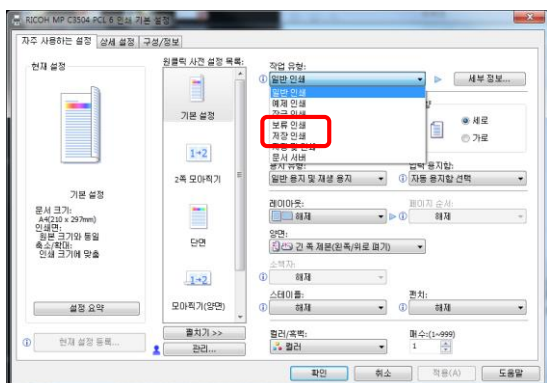 RICOH MP C3504 PCL 6 인쇄 기본 설정
자주 사용하는 설정
상세 설정
구성/정보
현재 설정
기본 설정
문서 크기:
A4(210 x 297mm)
인쇄면:
원본 크기와 동일
축소/확대:
인쇄 크기에 맞춤
설정 요약
현재 설정 등록...
원클릭 사전 설정 목록:
기본 설정
1→2
2쪽 모아찍기
단면
1→2
모아찍기(양면)
펼치기 >>
관리...
작업 유형:
일반 인쇄
세부 정보...
일반 인쇄
예제 인쇄
잠금 인쇄
보류 인쇄
저장 인쇄
저장 및 인쇄
문서 서버
세로
가로
용지 유형:
일반 용지 및 재생 용지
입력 용지함:
자동 용지함 선택
레이아웃:
해제
페이지 순서:
해제
양면:
긴 쪽 제본(왼쪽/위로 펴기)
소책자:
해제
스테이플:
해제
펀치:
해제
컬러/흑백:
컬러
매수:(1~999)
1
확인
취소
적용(A)
도움말